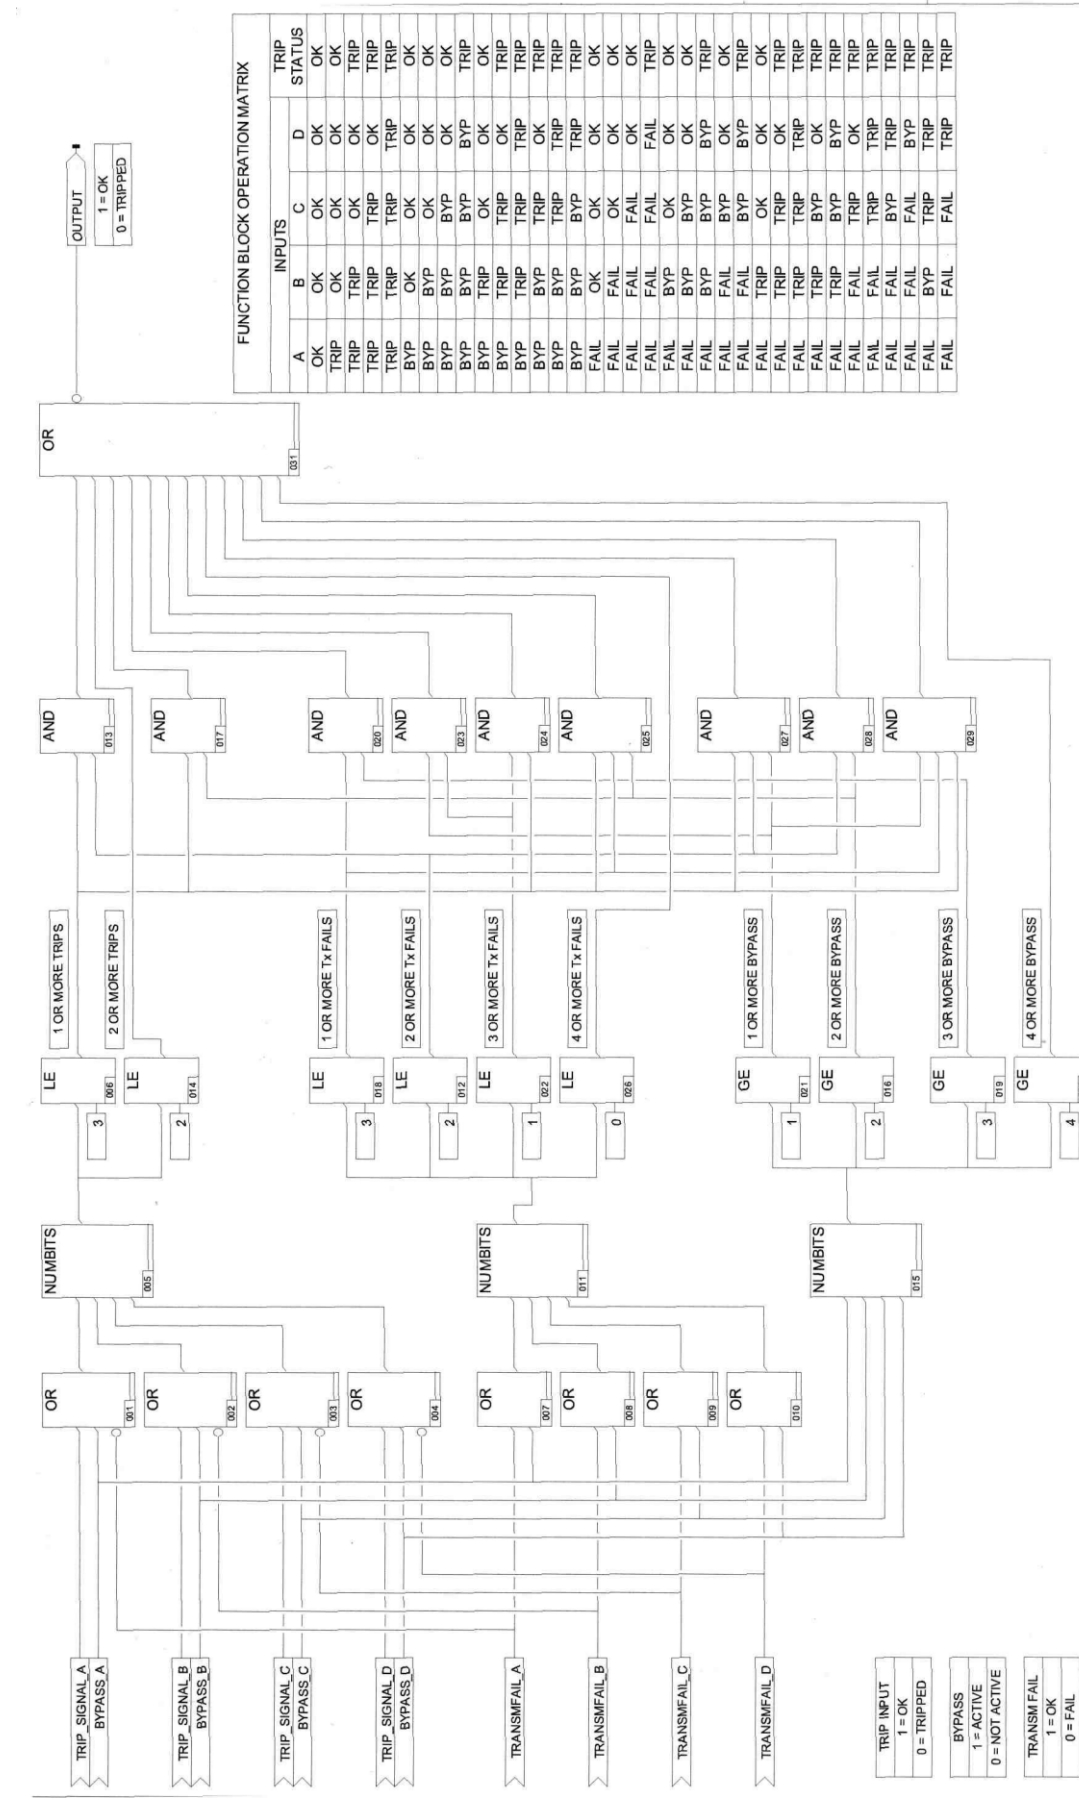 TRIP_SIGNAL_A
BYPASS_A
TRIP_SIGNAL_B
BYPASS_B
TRIP_SIGNAL_C
BYPASS_C
TRIP_SIGNAL_D
BYPASS_D
TRANSMFAIL_A
TRANSMFAIL_B
TRANSMFAIL_C
TRANSMFAIL_D
TRIP INPUT
1 = OK
0 = TRIPPED
BYPASS
1 = ACTIVE
0 = NOT ACTIVE
TRANSM FAIL
1 = OK
0 = FAIL
OR
001
OR
002
OR
003
OR
004
OR
007
OR
008
OR
009
OR
010
NUMBITS
005
NUMBITS
011
NUMBITS
015
LE
3
006
LE
2
014
LE
3
018
LE
2
012
LE
1
022
LE
0
026
GE
1
021
GE
2
016
GE
3
019
GE
4
1 OR MORE TRIPS
2 OR MORE TRIPS
1 OR MORE Tx FAILS
2 OR MORE Tx FAILS
3 OR MORE Tx FAILS
4 OR MORE Tx FAILS
1 OR MORE BYPASS
2 OR MORE BYPASS
3 OR MORE BYPASS
4 OR MORE BYPASS
AND
013
AND
017
AND
020
AND
023
AND
024
AND
025
AND
027
AND
028
AND
029
OR
031
OUTPUT
1 = OK
0 = TRIPPED
FUNCTION BLOCK OPERATION MATRIX
INPUTS TRIP
A B C D STATUS
OK OK OK OK OK
TRIP OK OK OK OK
TRIP TRIP OK OK TRIP
TRIP TRIP TRIP OK TRIP
TRIP TRIP TRIP TRIP TRIP
BYP OK OK OK OK
BYP BYP OK OK OK
BYP BYP BYP OK OK
BYP BYP BYP BYP TRIP
BYP TRIP OK OK OK
BYP TRIP TRIP OK TRIP
BYP TRIP TRIP TRIP TRIP
BYP BYP TRIP OK TRIP
BYP BYP TRIP TRIP TRIP
BYP BYP BYP TRIP TRIP
FAIL OK OK OK OK
FAIL FAIL OK OK OK
FAIL FAIL FAIL OK OK
FAIL FAIL FAIL FAIL TRIP
FAIL BYP OK OK OK
FAIL BYP BYP OK OK
FAIL BYP BYP BYP TRIP
FAIL FAIL BYP OK OK
FAIL FAIL BYP BYP TRIP
FAIL TRIP OK OK OK
FAIL TRIP TRIP OK TRIP
FAIL TRIP TRIP TRIP TRIP
FAIL BYP BYP OK TRIP
FAIL TRIP BYP BYP TRIP
FAIL FAIL TRIP OK TRIP
FAIL FAIL TRIP TRIP TRIP
FAIL FAIL BYP TRIP TRIP
FAIL FAIL FAIL BYP TRIP
FAIL BYP TRIP TRIP TRIP
FAIL FAIL FAIL TRIP TRIP